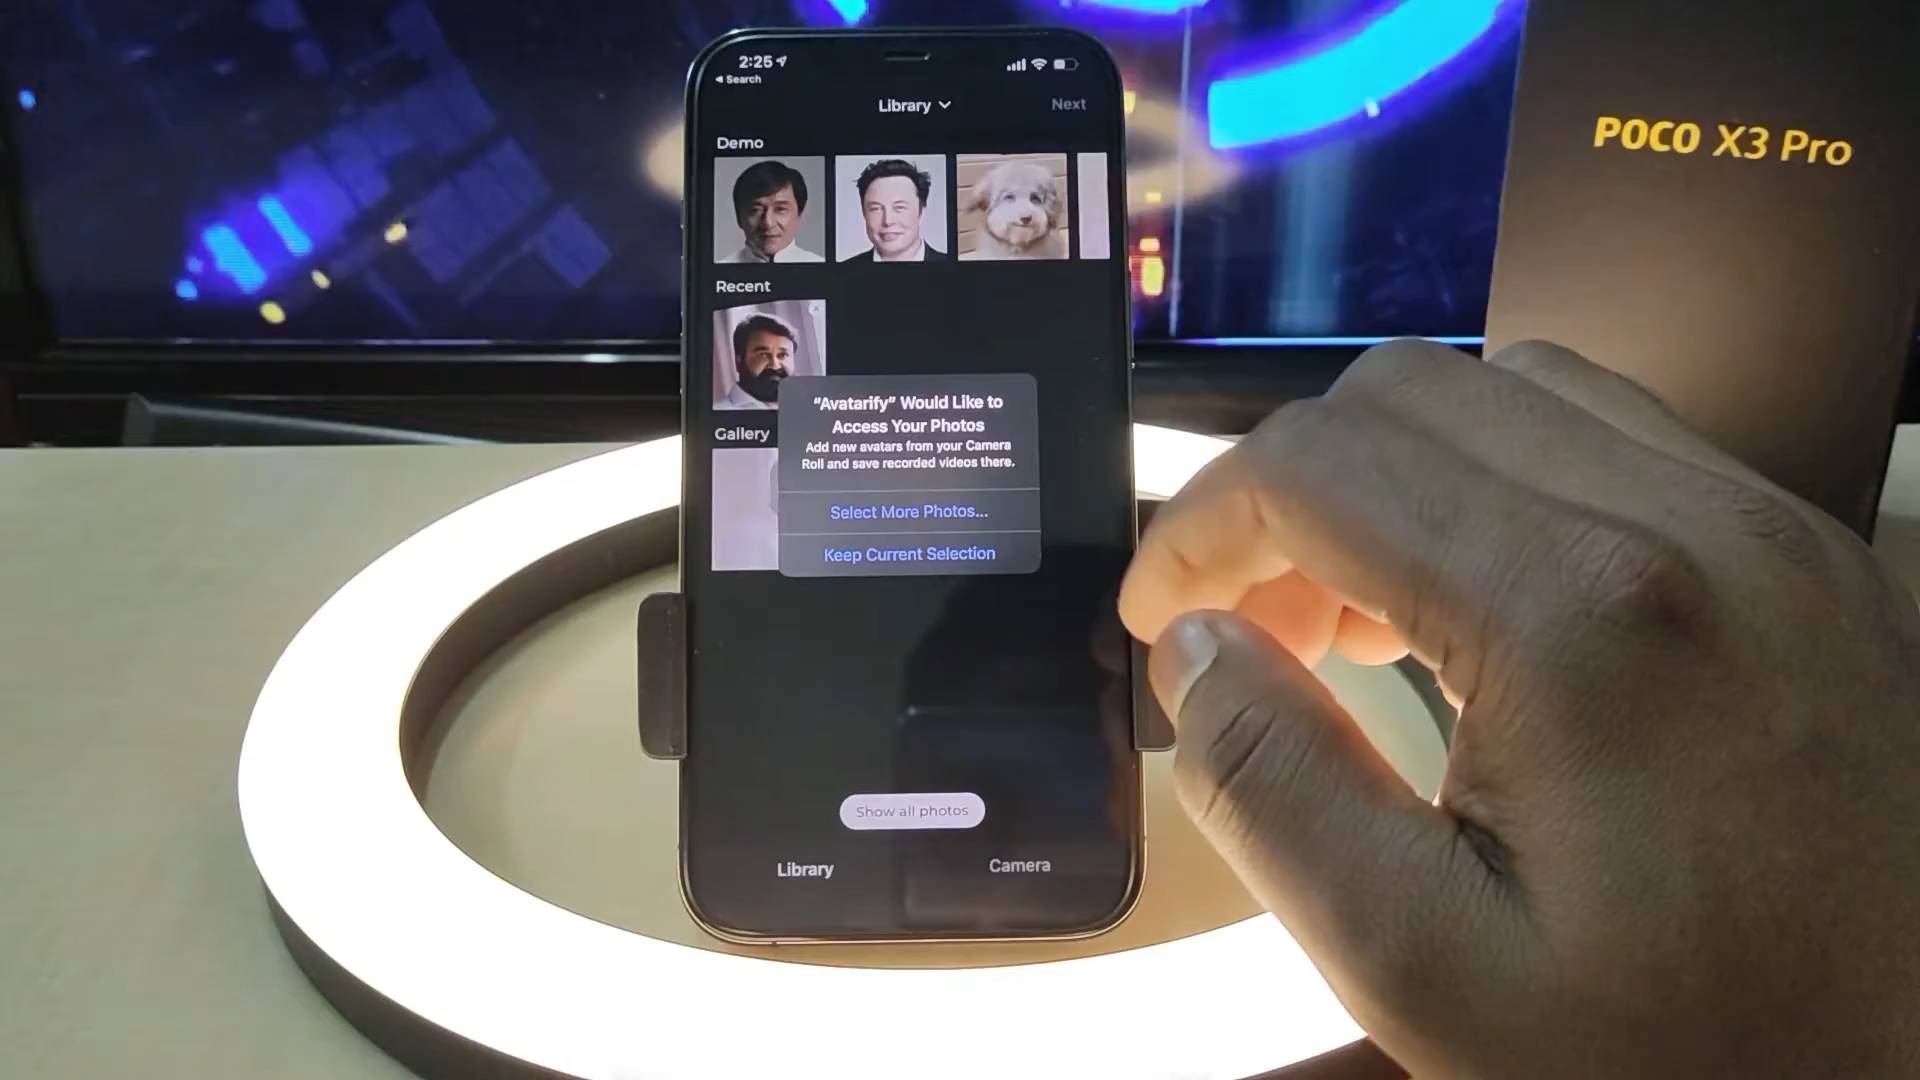 2:25
Search
Library
Next
Demo
Recent
Gallery
“Avatarify” Would Like to
Access Your Photos
Add new avatars from your Camera
Roll and save recorded videos there.
Select More Photos...
Keep Current Selection
Show all photos
Library
Camera
POCO X3 Pro